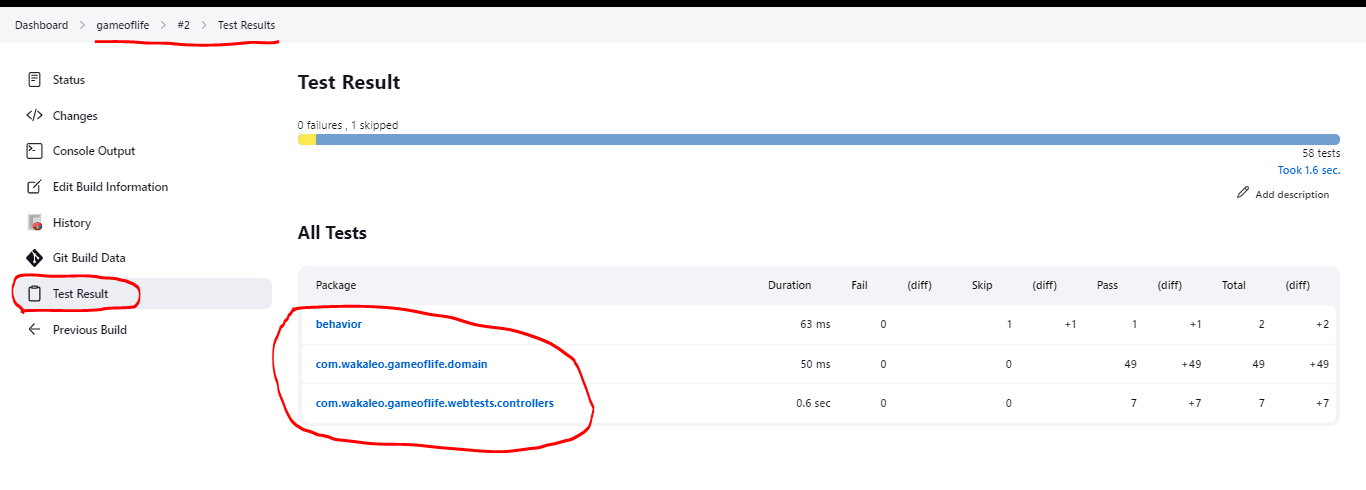 Dashboard > gameoflife > #2 > Test Results
Status
Changes
Console Output
Edit Build Information
History
Git Build Data
Test Result
Previous Build
Test Result
0 failures , 1 skipped
58 tests
Took 1.6 sec.
Add description
All Tests
Package Duration Fail (diff) Skip (diff) Pass (diff) Total (diff)
behavior 63 ms 0 1 +1 1 +1 2 +2
com.wakaleo.gameoflife.domain 50 ms 0 0 49 +49 49 +49
com.wakaleo.gameoflife.webtests.controllers 0.6 sec 0 0 7 +7 7 +7